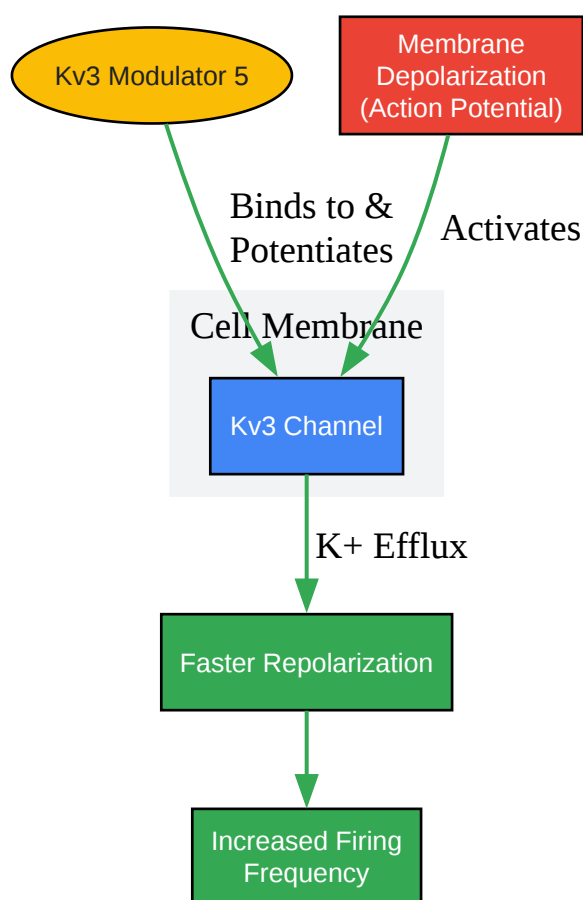 Kv3 Modulator 5
Membrane
Depolarization
(Action Potential)
Binds to &
Potentiates
Activates
Cell Membrane
Kv3 Channel
K+ Efflux
Faster Repolarization
Increased Firing
Frequency